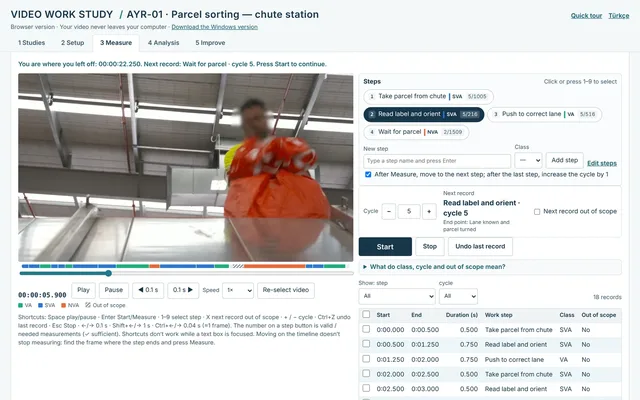 VIDEO WORK STUDY / AYR-01 · Parcel sorting — chute station
Browser version · Your video never leaves your computer · Download the Windows version
Quick tour Türkçe
1 Studies 2 Setup 3 Measure 4 Analysis 5 Improve
You are where you left off: 00:00:22.250. Next record: Wait for parcel · cycle 5. Press Start to continue.
00:00:05.900 Play Pause ◀ 0.1 s 0.1 s ▶ Speed 1× Re-select video
VA SVA NVA Out of scope
Shortcuts: Space play/pause · Enter Start/Measure · 1–9 select step · X next record out of scope · + / − cycle · Ctrl+Z undo
last record · Esc Stop · ←/→ 0.1 s · Shift+←/→ 1 s · Ctrl+←/→ 0.04 s (≈1 frame). The number on a step button is valid /
needed measurements (✓ sufficient). Shortcuts don't work while a text box is focused. Moving on the timeline doesn't
stop measuring: find the frame where the step ends and press Measure.
Steps Click or press 1–9 to select
1 Take parcel from chute SVA 5/1005
2 Read label and orient SVA 5/216 3 Push to correct lane VA 5/516
4 Wait for parcel NVA 2/1509
New step Class
Type a step name and press Enter — Add step Edit steps
After Measure, move to the next step; after the last step, increase the cycle by 1
Next record
Cycle − 5 + Read label and orient · cycle 5 Next record out of scope
End point: Lane known and
parcel turned
Start Stop Undo last record
▶ What do class, cycle and out of scope mean?
Show: step cycle
All All 18 records
Start End Duration (s) Work step Class Out of scope
0:00.000 0:00.500 0.500 Take parcel from chute SVA No
0:00.500 0:01.250 0.750 Read label and orient SVA No
0:01.250 0:02.000 0.750 Push to correct lane VA No
0:02.000 0:02.500 0.500 Take parcel from chute SVA No
0:02.500 0:03.000 0.500 Read label and orient SVA No